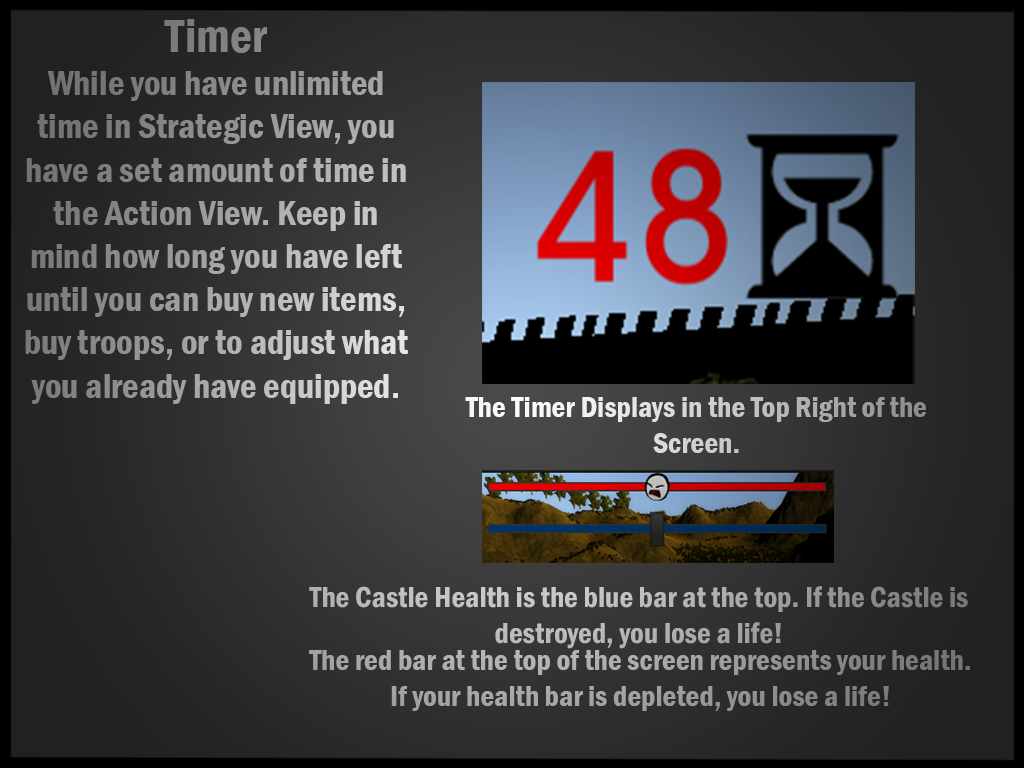 Timer
While you have unlimited
time in Strategic View, you
have a set amount of time in
the Action View. Keep in
mind how long you have left
until you can buy new items,
buy troops, or to adjust what
you already have equipped.
48
The Timer Displays in the Top Right of the
Screen.
The Castle Health is the blue bar at the top. If the Castle is
destroyed, you lose a life!
The red bar at the top of the screen represents your health.
If your health bar is depleted, you lose a life!